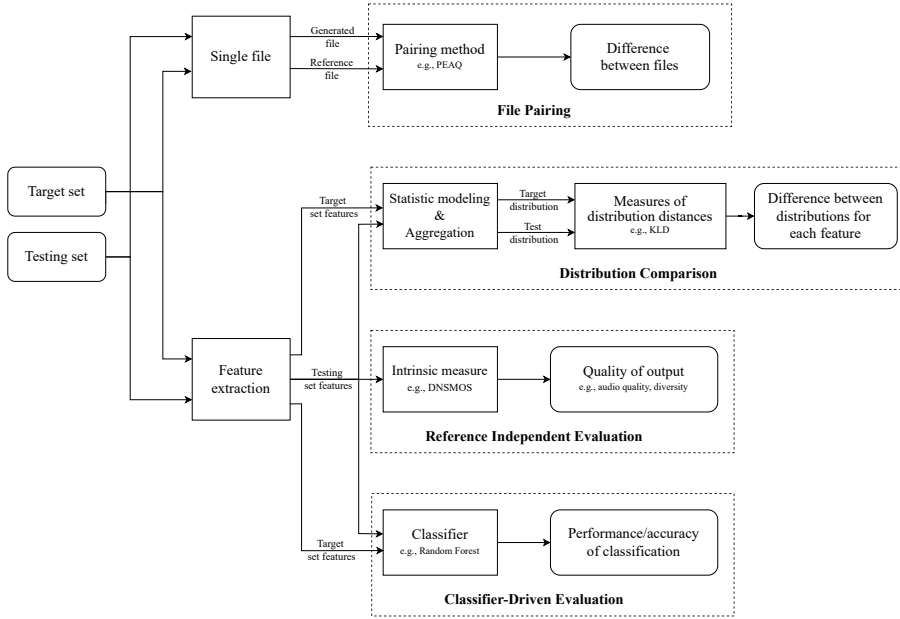 Single file
Generated
file
Reference
file
Pairing method
e.g., PEAQ
Difference
between files
File Pairing
Target set
Testing set
Target
set features
Statistic modeling
&
Aggregation
Target
distribution
Test
distribution
Measures of
distribution distances
e.g., KLD
Difference between
distributions for
each feature
Distribution Comparison
Feature
extraction
Testing
set features
Intrinsic measure
e.g., DNSMOS
Quality of output
e.g., audio quality, diversity
Reference Independent Evaluation
Target
set features
Classifier
e.g., Random Forest
Performance/accuracy
of classification
Classifier-Driven Evaluation